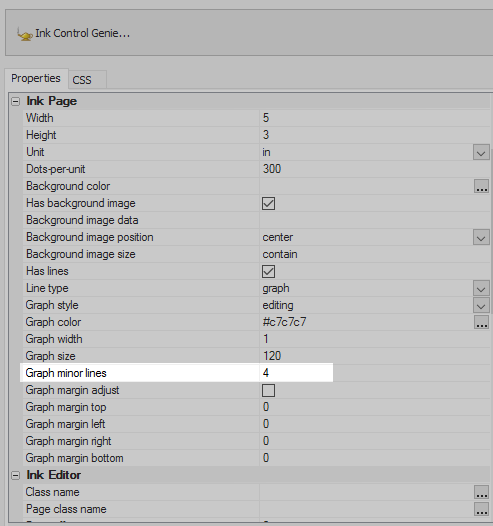 Ink Control Genie...
Properties CSS
Ink Page
Width 5
Height 3
Unit in
Dots-per-unit 300
Background color ...
Has background image
Background image data
Background image position center
Background image size contain
Has lines
Line type graph
Graph style editing
Graph color #c7c7c7 ...
Graph width 1
Graph size 120
Graph minor lines 4
Graph margin adjust
Graph margin top 0
Graph margin left 0
Graph margin right 0
Graph margin bottom 0
Ink Editor
Class name ...
Page class name ...